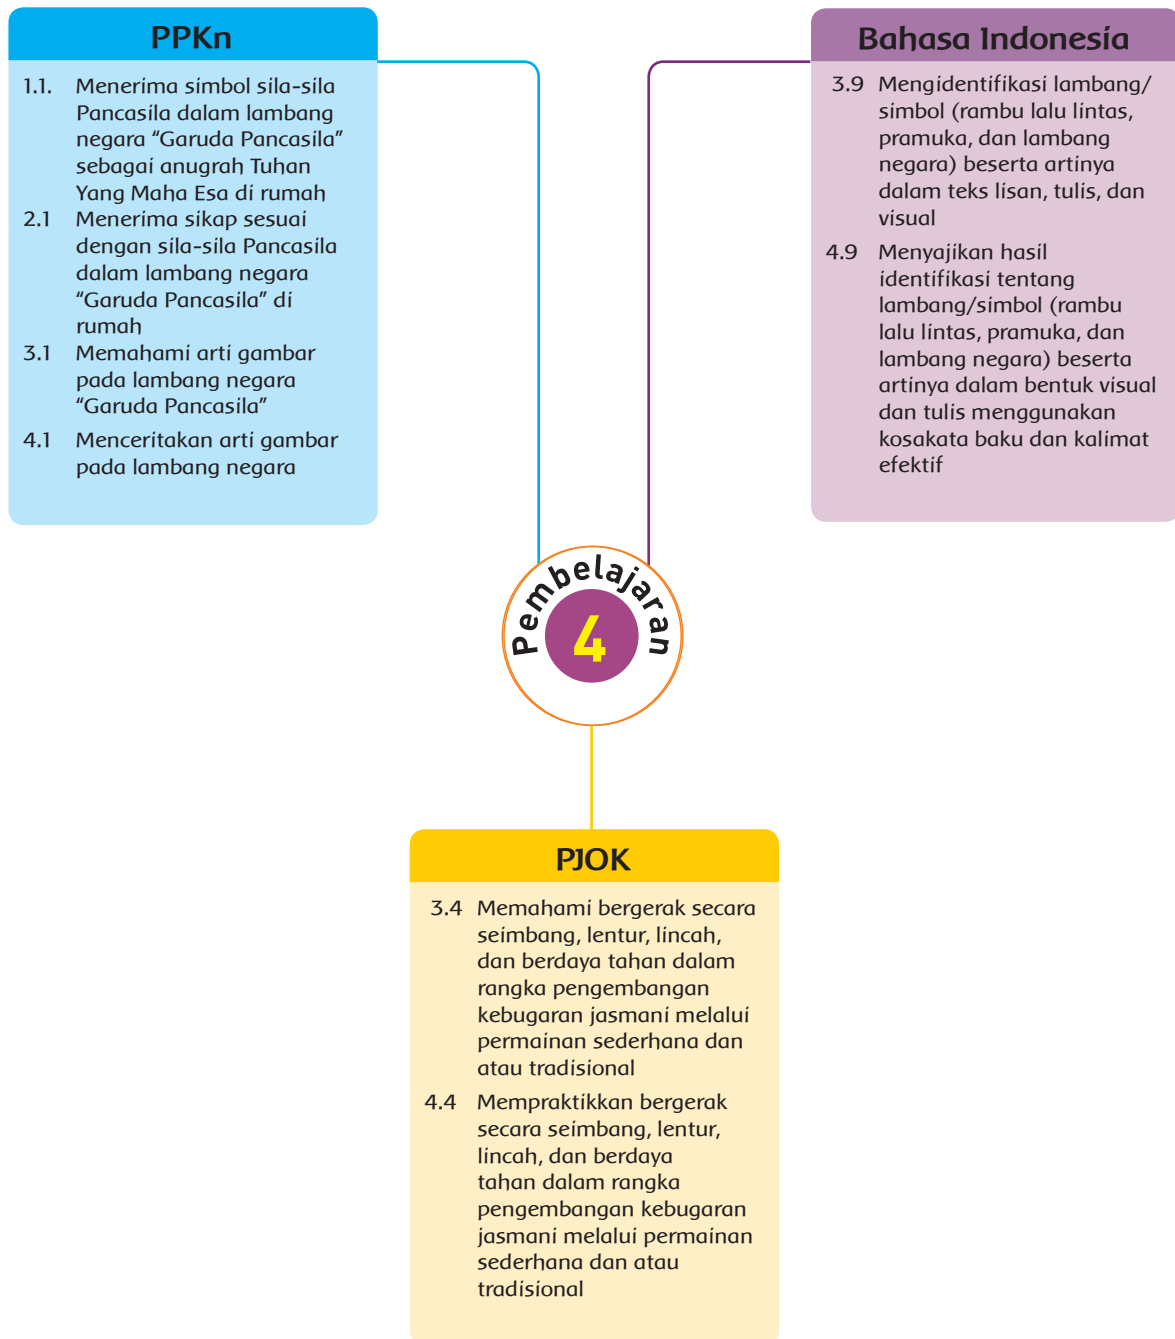 PPKn
1.1. Menerima simbol sila-sila
Pancasila dalam lambang
negara “Garuda Pancasila”
sebagai anugrah Tuhan
Yang Maha Esa di rumah
2.1 Menerima sikap sesuai
dengan sila-sila Pancasila
dalam lambang negara
“Garuda Pancasila” di
rumah
3.1 Memahami arti gambar
pada lambang negara
“Garuda Pancasila”
4.1 Menceritakan arti gambar
pada lambang negara
Bahasa Indonesia
3.9 Mengidentifikasi lambang/
simbol (rambu lalu lintas,
pramuka, dan lambang
negara) beserta artinya
dalam teks lisan, tulis, dan
visual
4.9 Menyajikan hasil
identifikasi tentang
lambang/simbol (rambu
lalu lintas, pramuka, dan
lambang negara) beserta
artinya dalam bentuk visual
dan tulis menggunakan
kosakata baku dan kalimat
efektif
Pembelajaran
4
PJOK
3.4 Memahami bergerak secara
seimbang, lentur, lincah,
dan berdaya tahan dalam
rangka pengembangan
kebugaran jasmani melalui
permainan sederhana dan
atau tradisional
4.4 Mempraktikkan bergerak
secara seimbang, lentur,
lincah, dan berdaya
tahan dalam rangka
pengembangan kebugaran
jasmani melalui permainan
sederhana dan atau
tradisional